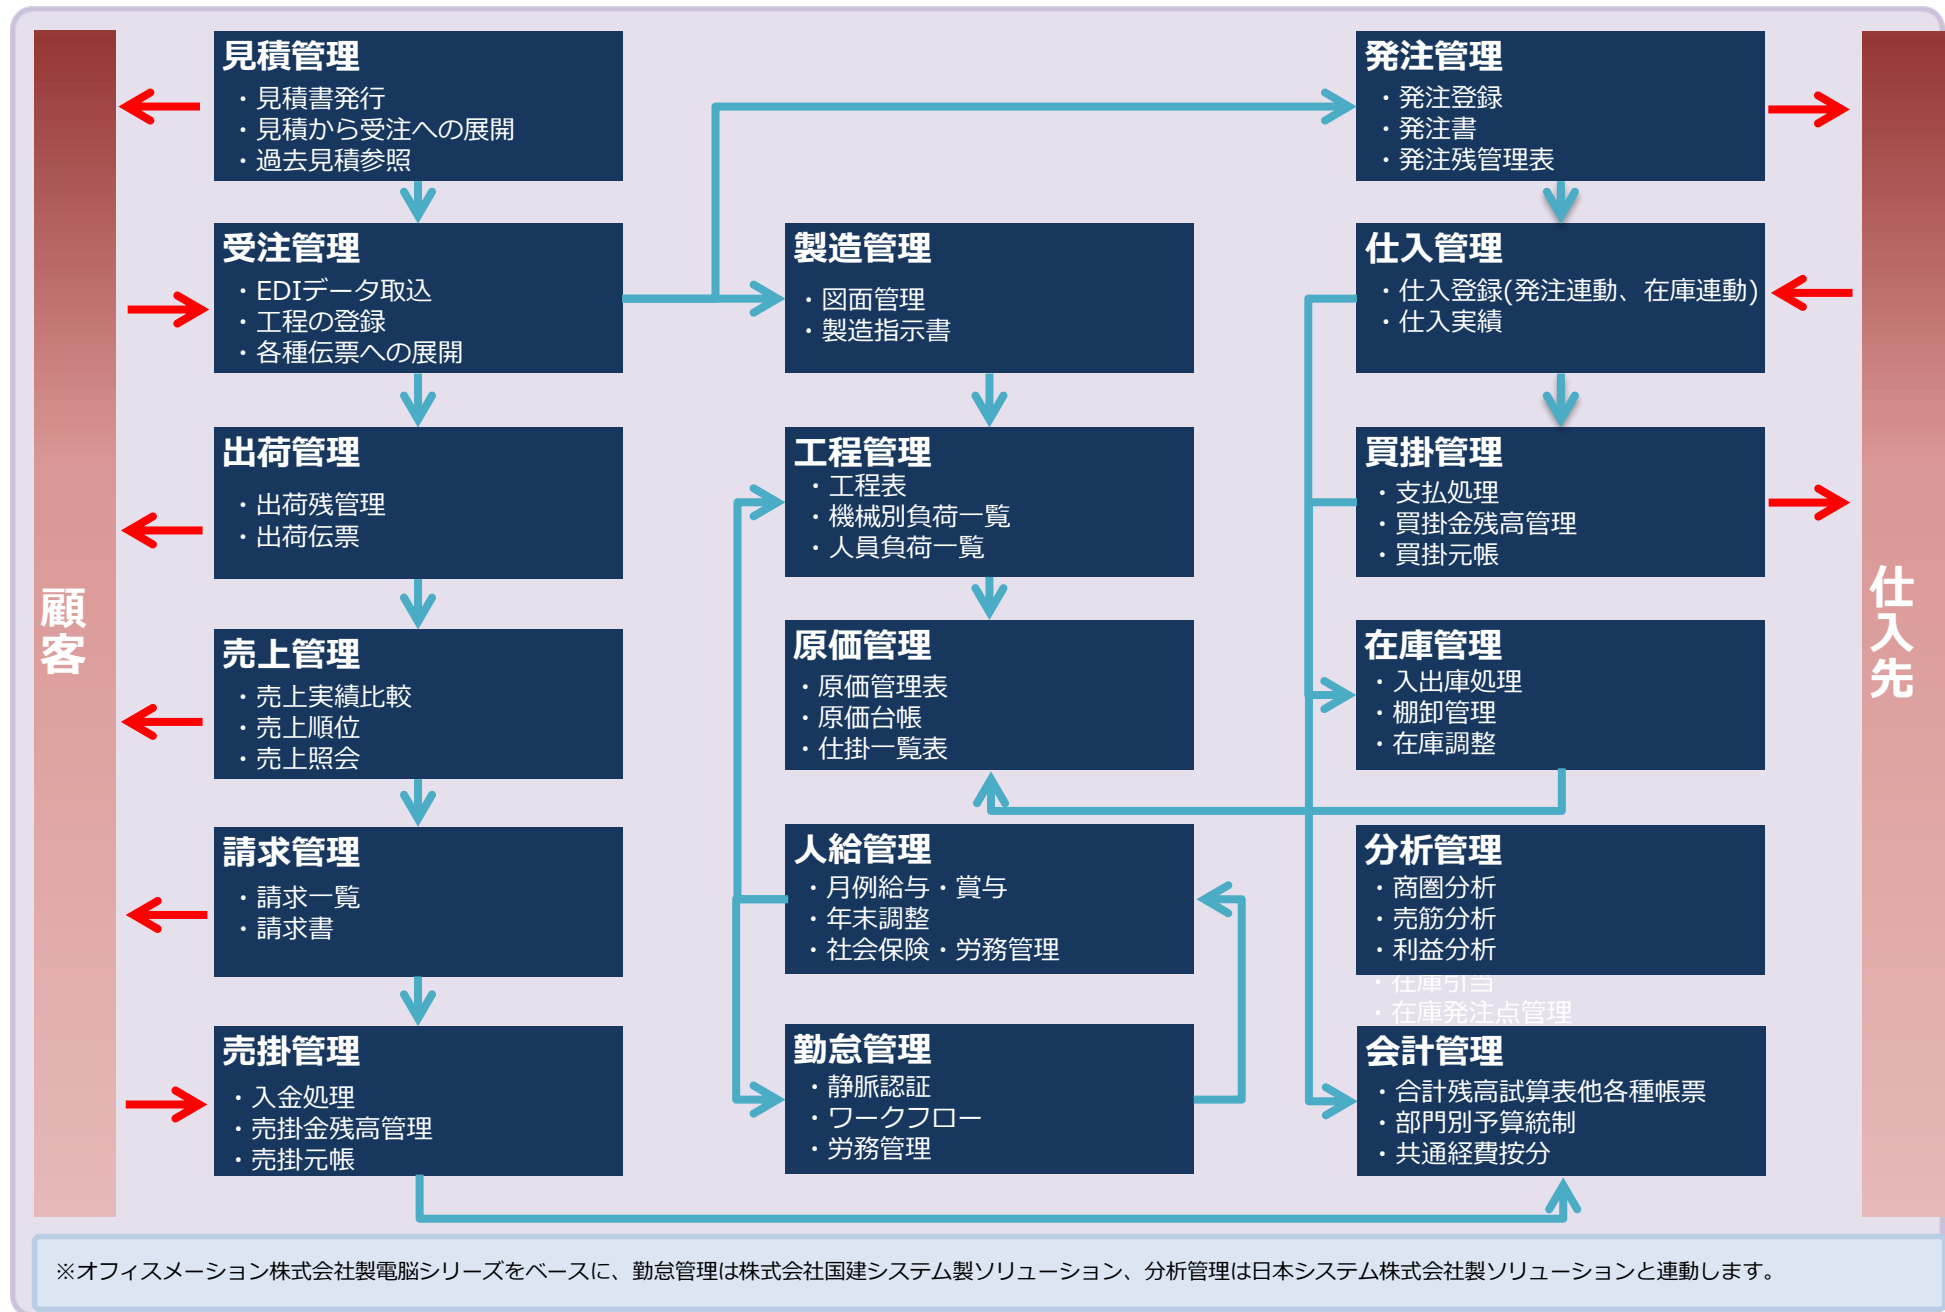 顧客
見積管理
・見積書発行
・見積から受注への展開
・過去見積参照
受注管理
・EDIデータ取込
・工程の登録
・各種伝票への展開
出荷管理
・出荷残管理
・出荷伝票
売上管理
・売上実績比較
・売上順位
・売上照会
請求管理
・請求一覧
・請求書
売掛管理
・入金処理
・売掛金残高管理
・売掛元帳
製造管理
・図面管理
・製造指示書
工程管理
・工程表
・機械別負荷一覧
・人員負荷一覧
原価管理
・原価管理表
・原価台帳
・仕掛一覧表
人給管理
・月例給与・賞与
・年末調整
・社会保険・労務管理
勤怠管理
・静脈認証
・ワークフロー
・労務管理
発注管理
・発注登録
・発注書
・発注残管理表
仕入管理
・仕入登録(発注連動、在庫連動)
・仕入実績
買掛管理
・支払処理
・買掛金残高管理
・買掛元帳
在庫管理
・入出庫処理
・棚卸管理
・在庫調整
分析管理
・商圏分析
・売筋分析
・利益分析
・在庫引当
・在庫発注点管理
会計管理
・合計残高試算表他各種帳票
・部門別予算統制
・共通経費按分
仕入先
※オフィスメーション株式会社製電脳シリーズをベースに、勤怠管理は株式会社国建システム製ソリューション、分析管理は日本システム株式会社製ソリューションと連動します。